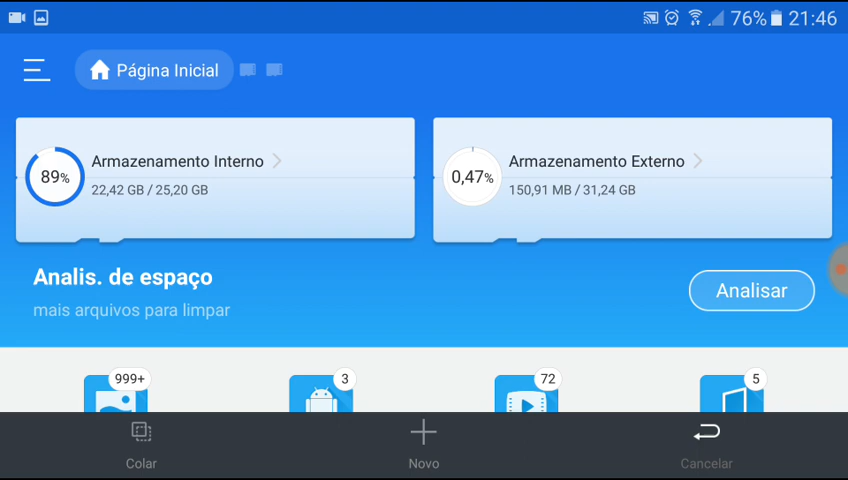 76% 21:46
Página Inicial
89%
Armazenamento Interno
22,42 GB / 25,20 GB
0,47%
Armazenamento Externo
150,91 MB / 31,24 GB
Analis. de espaço
mais arquivos para limpar
Analisar
999+
3
72
5
Colar
Novo
Cancelar